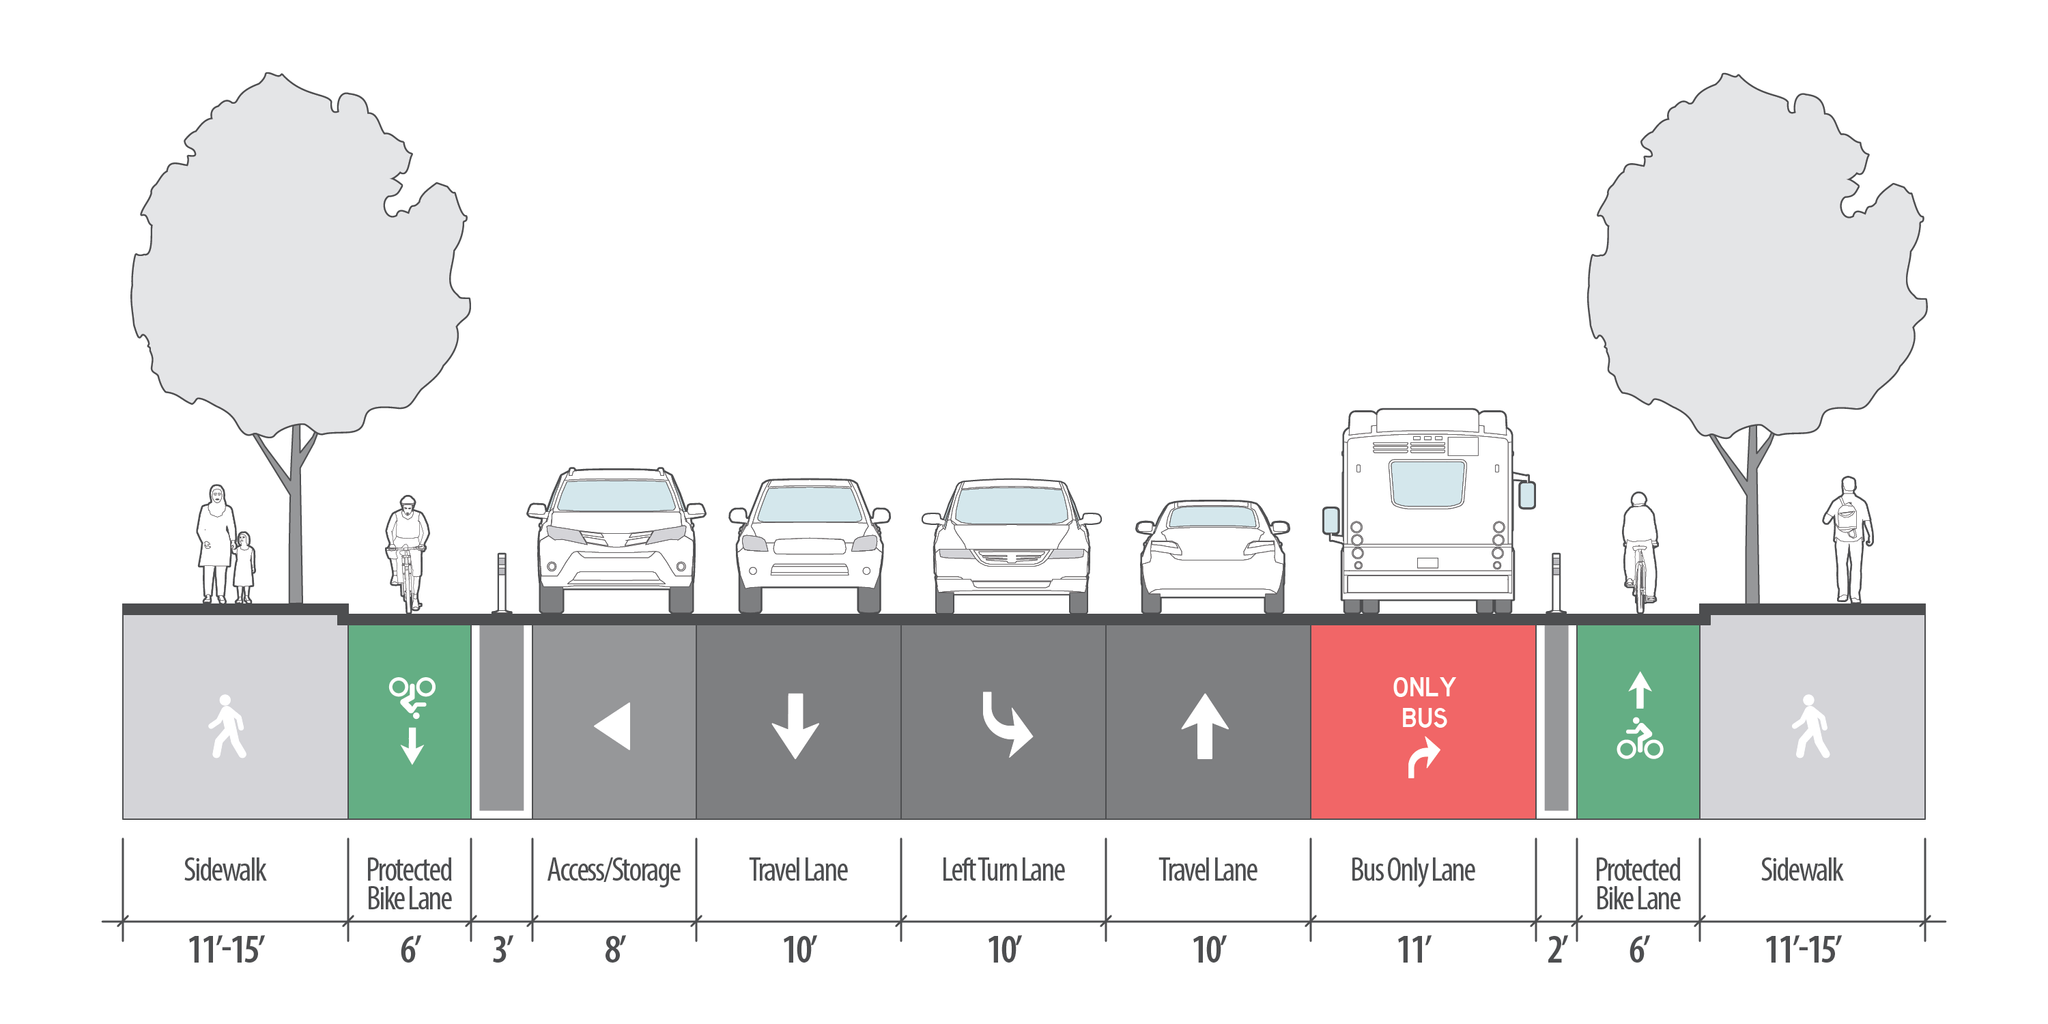 ONLY
BUS
Sidewalk
Protected
Bike Lane
Access/Storage
Travel Lane
Left Turn Lane
Travel Lane
Bus Only Lane
Protected
Bike Lane
Sidewalk
11’-15’
6’
3’
8’
10’
10’
10’
11’
2’
6’
11’-15’